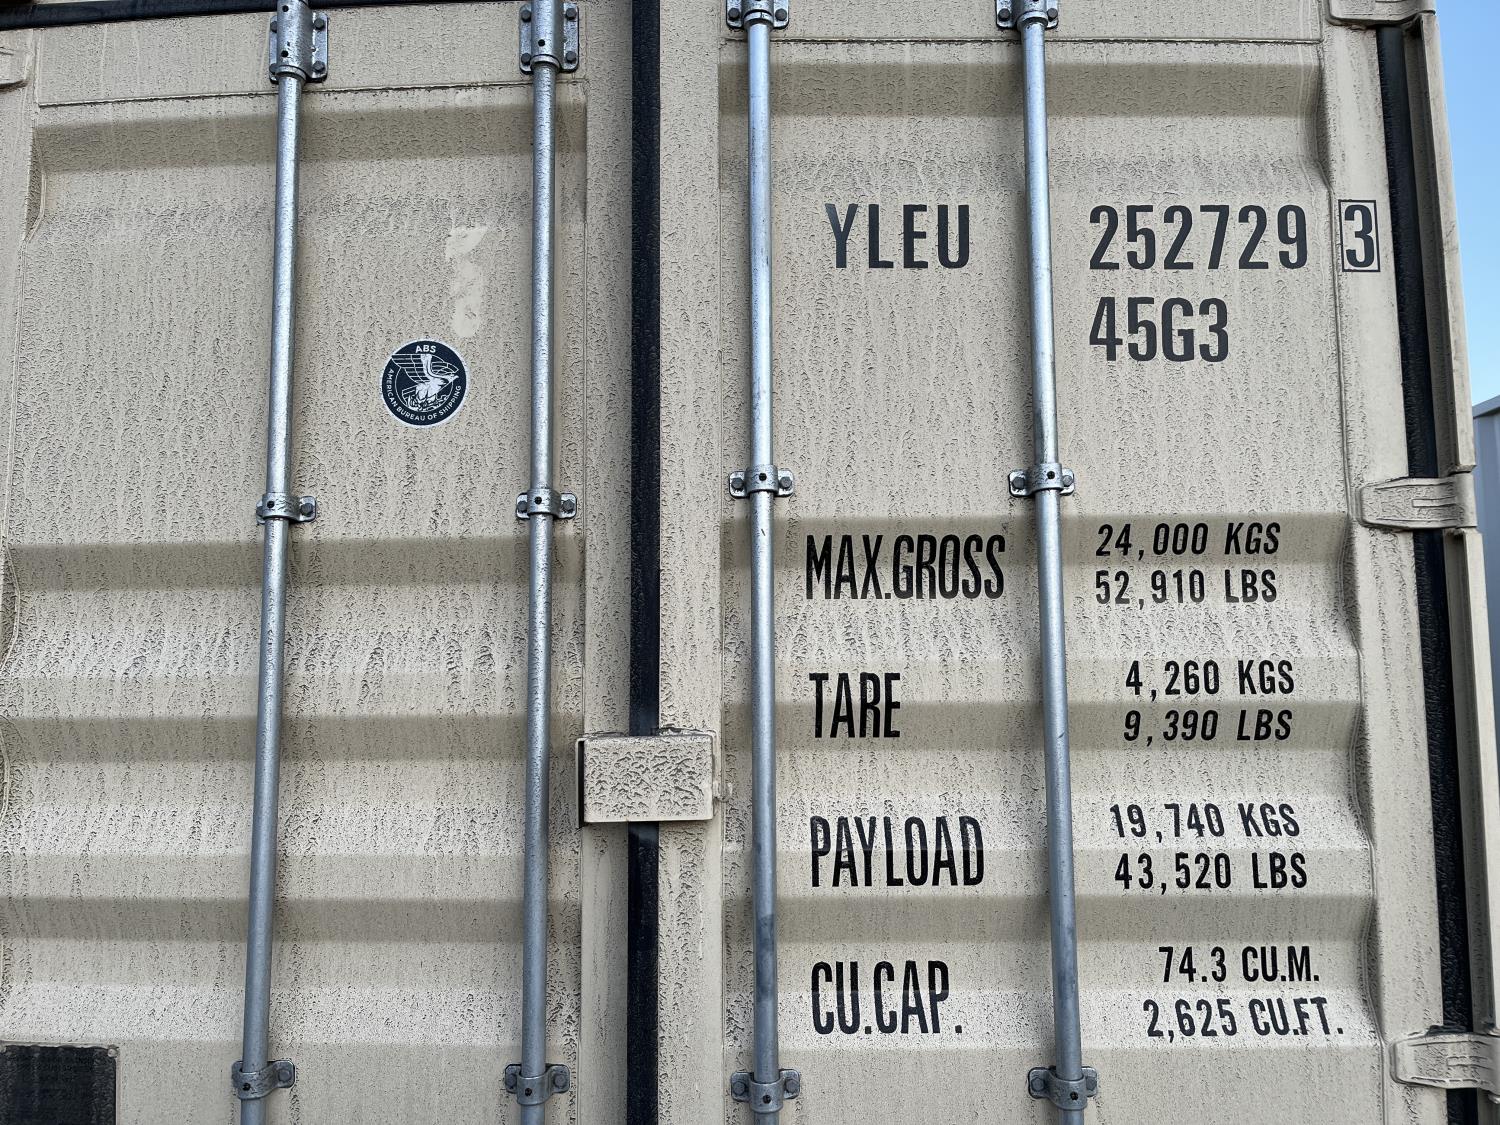 ABS
AMERICAN BUREAU OF SHIPPING
YLEU 252729 3
45G3
MAX.GROSS 24,000 KGS
52,910 LBS
TARE 4,260 KGS
9,390 LBS
PAYLOAD 19,740 KGS
43,520 LBS
CU.CAP. 74.3 CU.M.
2,625 CU.FT.